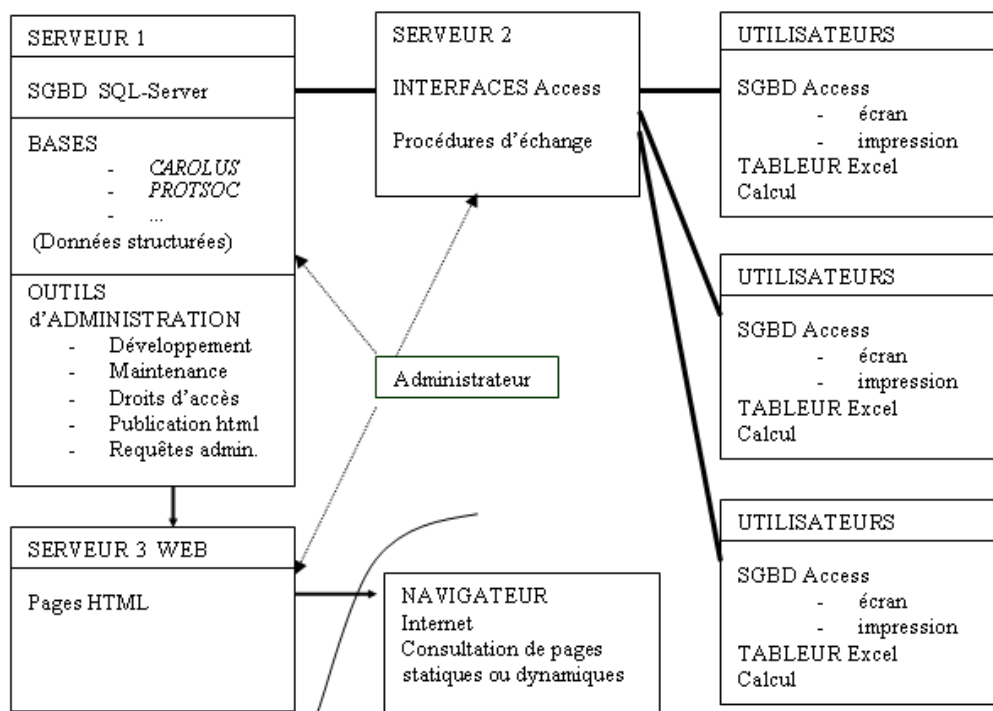 SERVEUR 1
SGBD SQL-Server
BASES
- CAROLUS
- PROTSOC
- ...
(Données structurées)
OUTILS
d'ADMINISTRATION
- Développement
- Maintenance
- Droits d'accès
- Publication html
- Requêtes admin.
SERVEUR 2
INTERFACES Access
Procédures d'échange
UTILISATEURS
SGBD Access
- écran
- impression
TABLEUR Excel
Calcul
UTILISATEURS
SGBD Access
- écran
- impression
TABLEUR Excel
Calcul
Administrateur
UTILISATEURS
SGBD Access
- écran
- impression
TABLEUR Excel
Calcul
SERVEUR 3 WEB
Pages HTML
NAVIGATEUR
Internet
Consultation de pages
statiques ou dynamiques